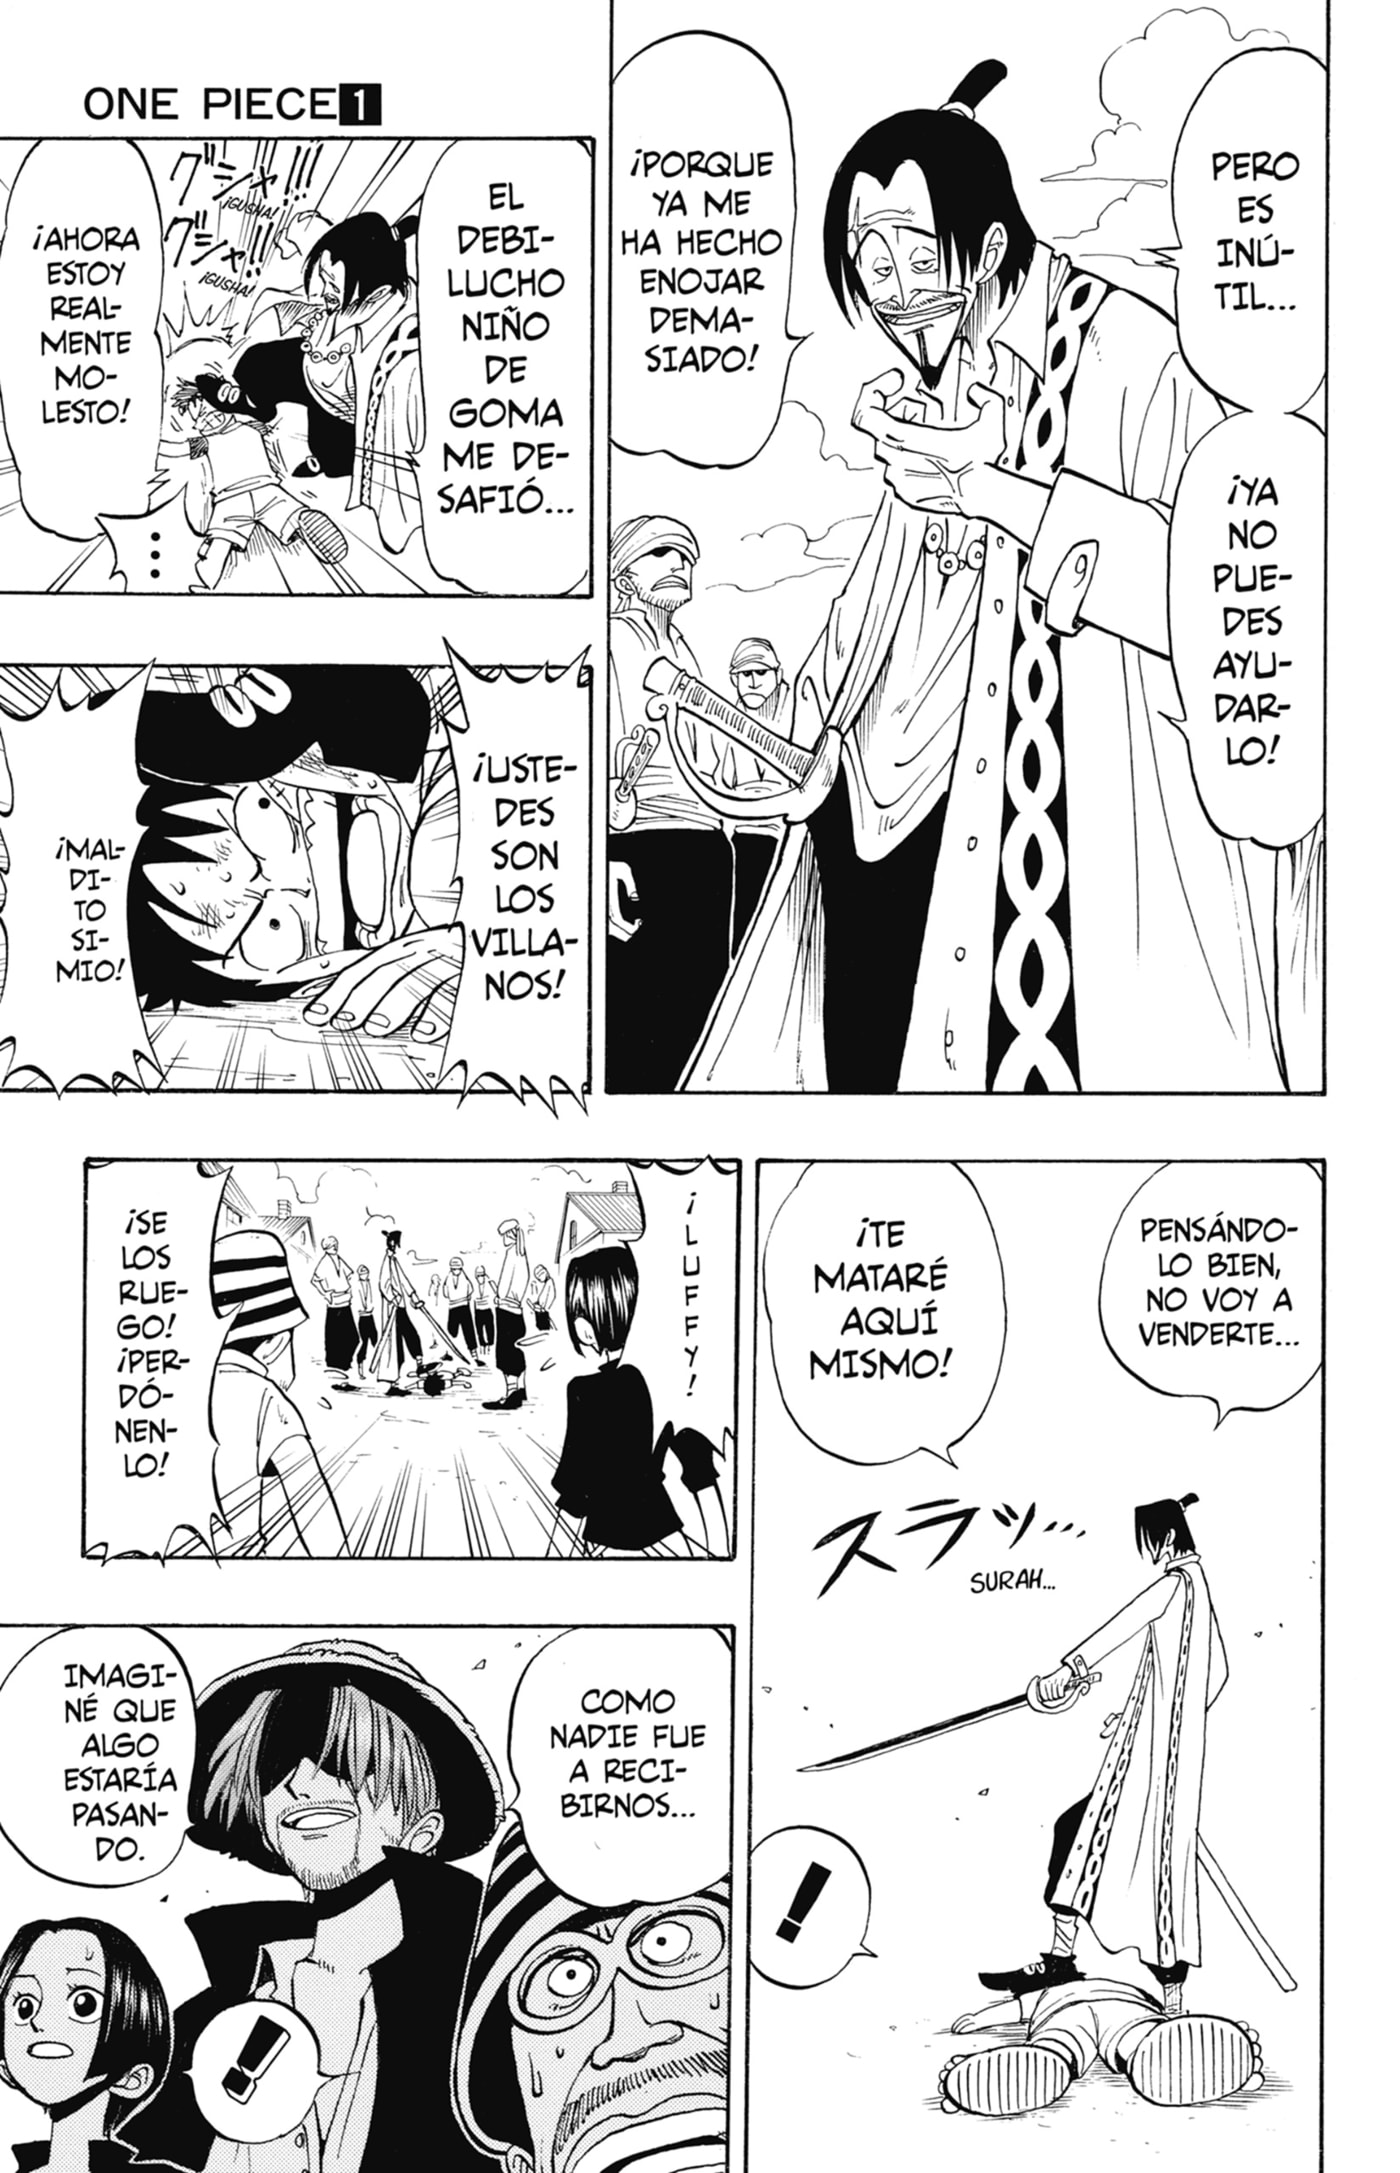 ONE PIECE 1
PERO
ES
INÚ-
TIL...
¡YA
NO
PUE-
DES
AYU-
DAR-
LO!
¡PORQUE
YA ME
HA HECHO
ENOJAR
DEMA-
SIADO!
EL
DEBI-
LUCHO
NIÑO
DE
GOMA
ME DE-
SAFIÓ...
グシャ!!!
¡GUSHA!
グシャ!!
¡GUSHA!
¡AHORA
ESTOY
REAL-
MENTE
MO-
LESTO!
...
¡USTE-
DES
SON
LOS
VILLA-
NOS!
¡MAL-
DI-
TO
SI-
MIO!
PENSÁNDO-
LO BIEN,
NO VOY A
VENDERTE...
¡TE
MATARÉ
AQUÍ
MISMO!
スラッ...
SURAH...
!
¡LUFFY!
¡SE
LOS
RUE-
GO!
¡PER-
DÓ-
NEN-
LO!
COMO
NADIE FUE
A RECI-
BIRNOS...
IMAGI-
NÉ QUE
ALGO
ESTARÍA
PASAN-
DO.
!